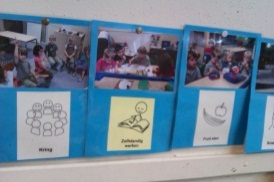 Kring
Zelfstandig
werken
Fruit eten